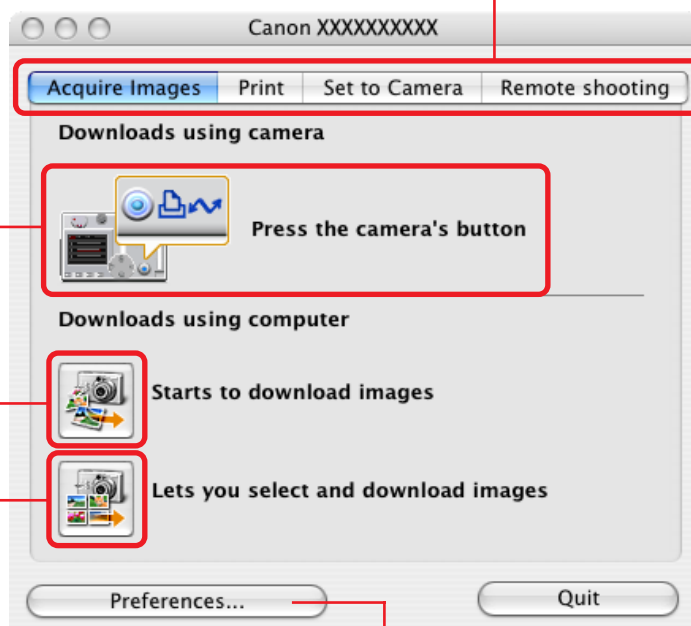 Canon XXXXXXXXXX
Acquire Images Print Set to Camera Remote shooting
Downloads using camera
Press the camera's button
Downloads using computer
Starts to download images
Lets you select and download images
Preferences... Quit